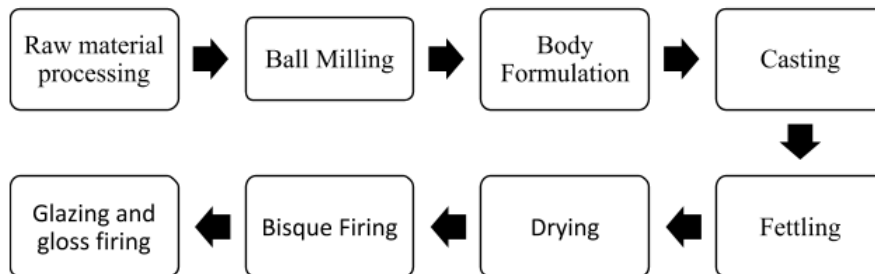 Raw material
processing
Ball Milling
Body
Formulation
Casting
Fettling
Drying
Bisque Firing
Glazing and
gloss firing